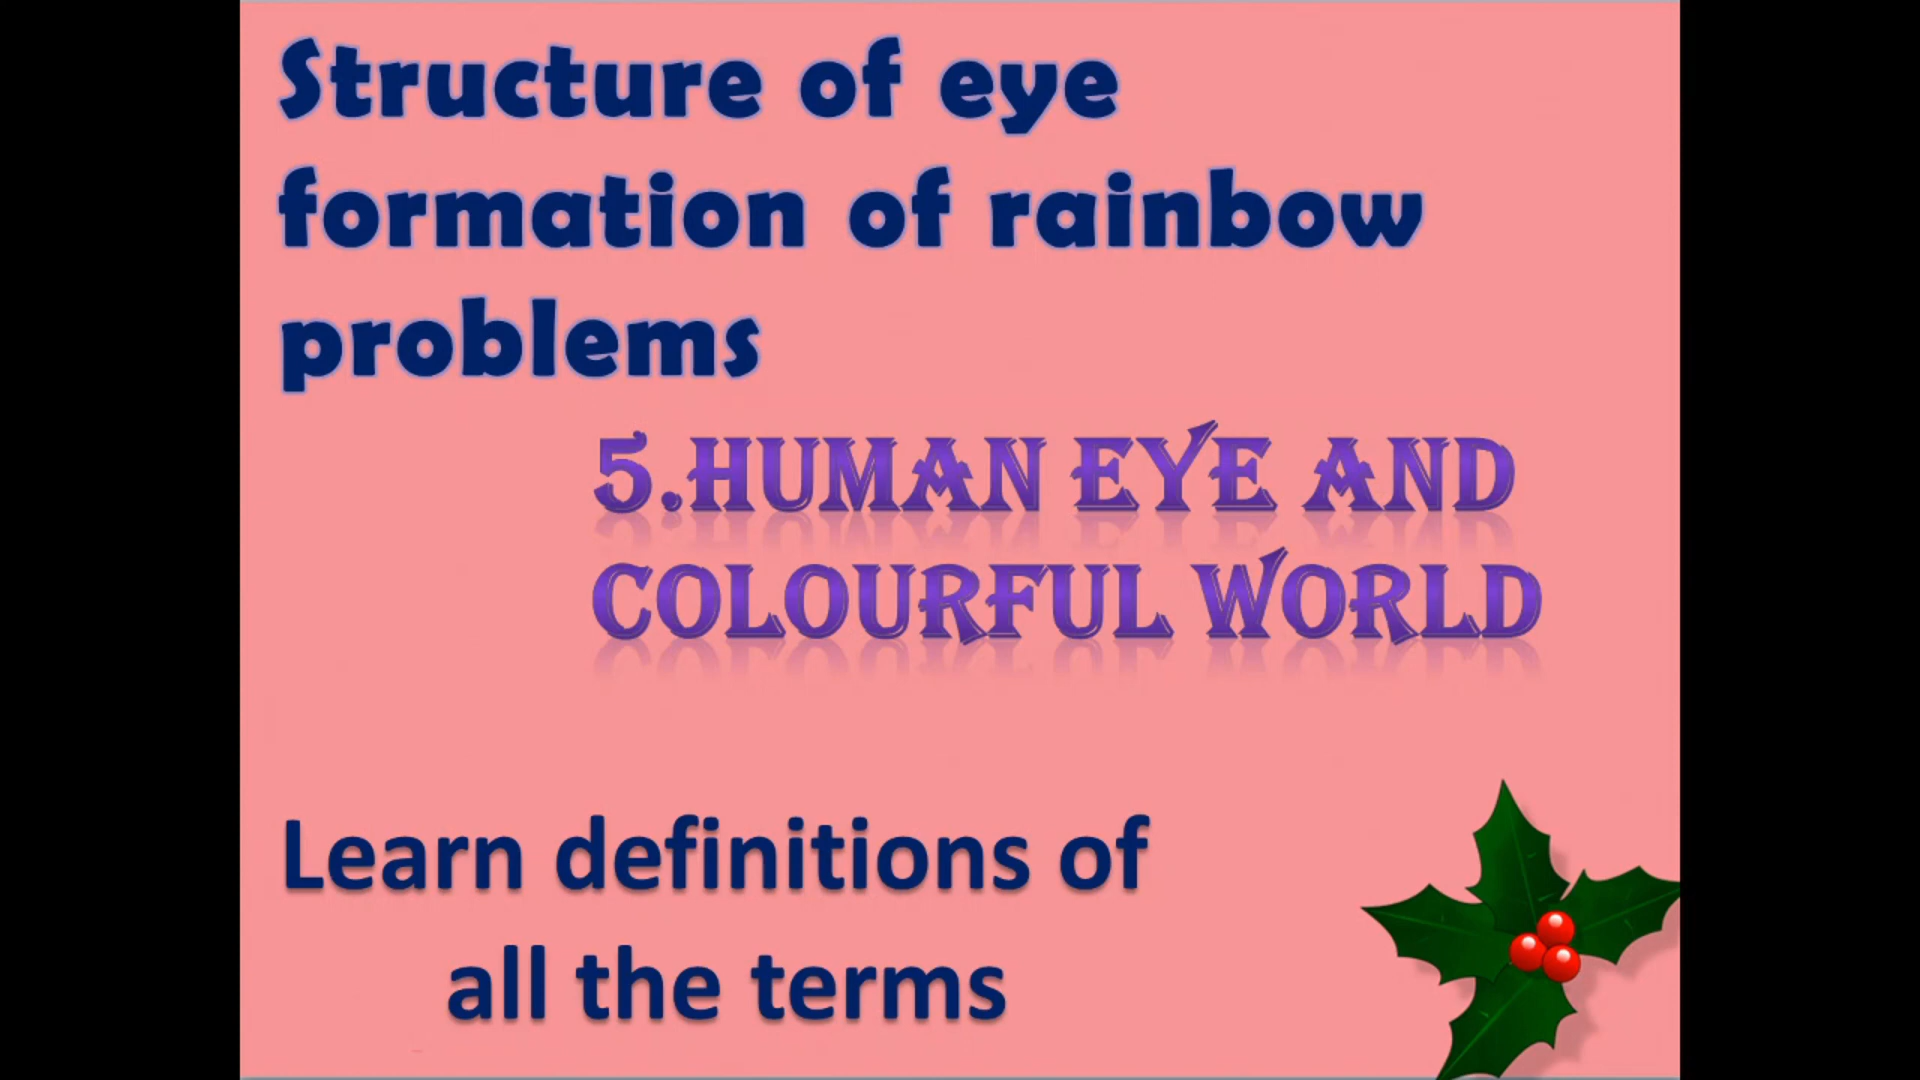 Structure of eye
formation of rainbow
problems
5.HUMAN EYE AND
COLOURFUL WORLD
Learn definitions of
all the terms